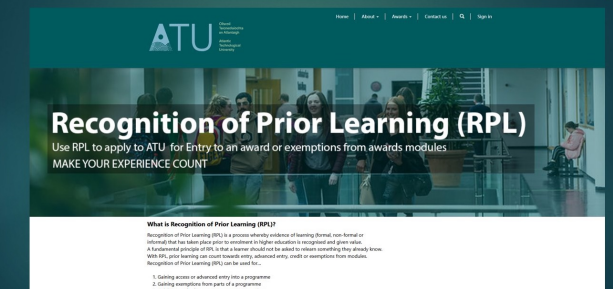 Home | About | Awards | Contact us | Sign in
ATU
Ollscoil
Teicneolaíochta
an Atlantaigh
Atlantic
Technological
University
Recognition of Prior Learning (RPL)
Use RPL to apply to ATU for Entry to an award or exemptions from awards modules
MAKE YOUR EXPERIENCE COUNT
What is Recognition of Prior Learning (RPL)?
Recognition of Prior Learning (RPL) is a process whereby evidence of learning (formal, non-formal or
informal) that has taken place prior to enrolment in higher education is recognised and given value.
A fundamental principle of RPL is that a learner should not be asked to relearn something they already know.
With RPL, prior learning can count towards entry, advanced entry, credit or exemptions from modules.
Recognition of Prior Learning (RPL) can be used for...
1. Gaining access or advanced entry into a programme
2. Gaining exemptions from parts of a programme